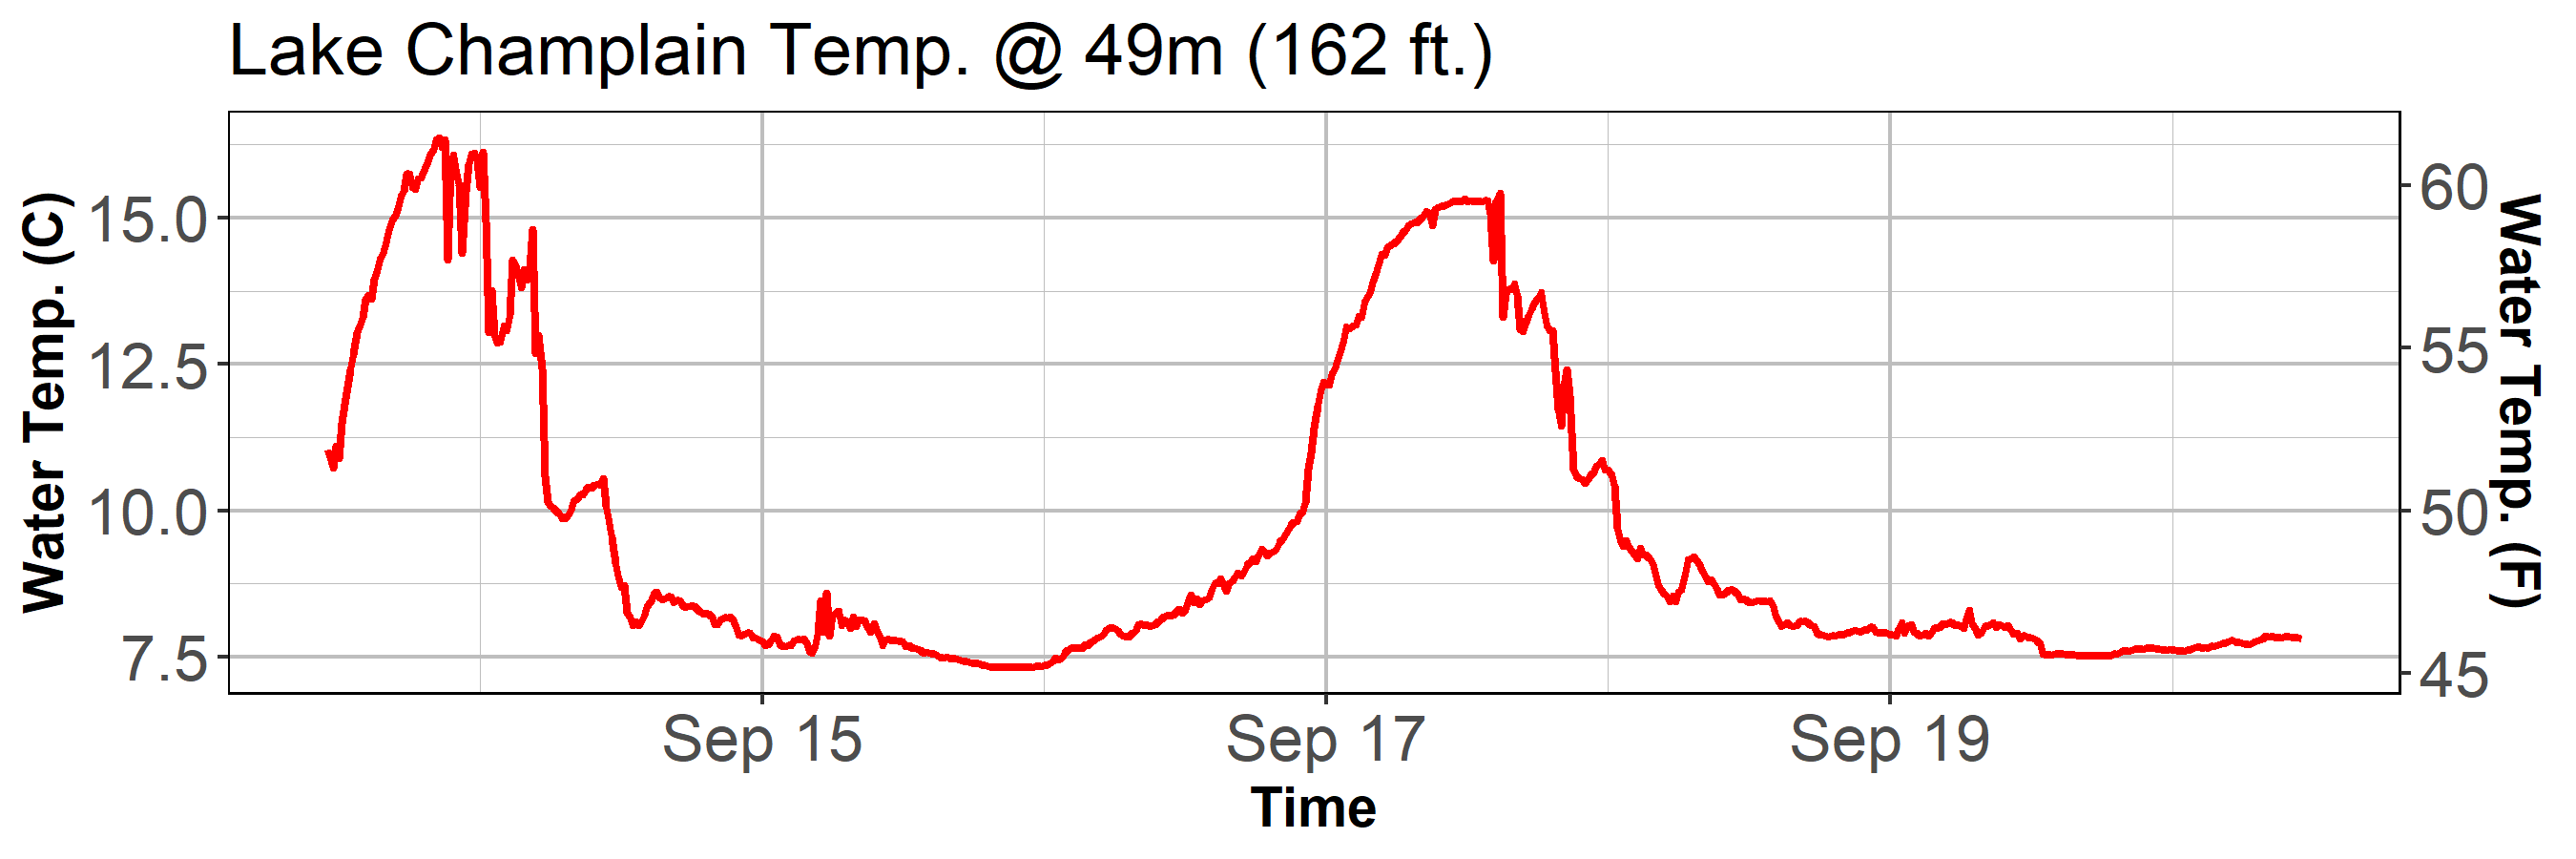 Lake Champlain Temp. @ 49m (162 ft.)
Water Temp. (C)
15.0
12.5
10.0
7.5
60
55
50
45
Water Temp. (F)
Sep 15
Sep 17
Sep 19
Time